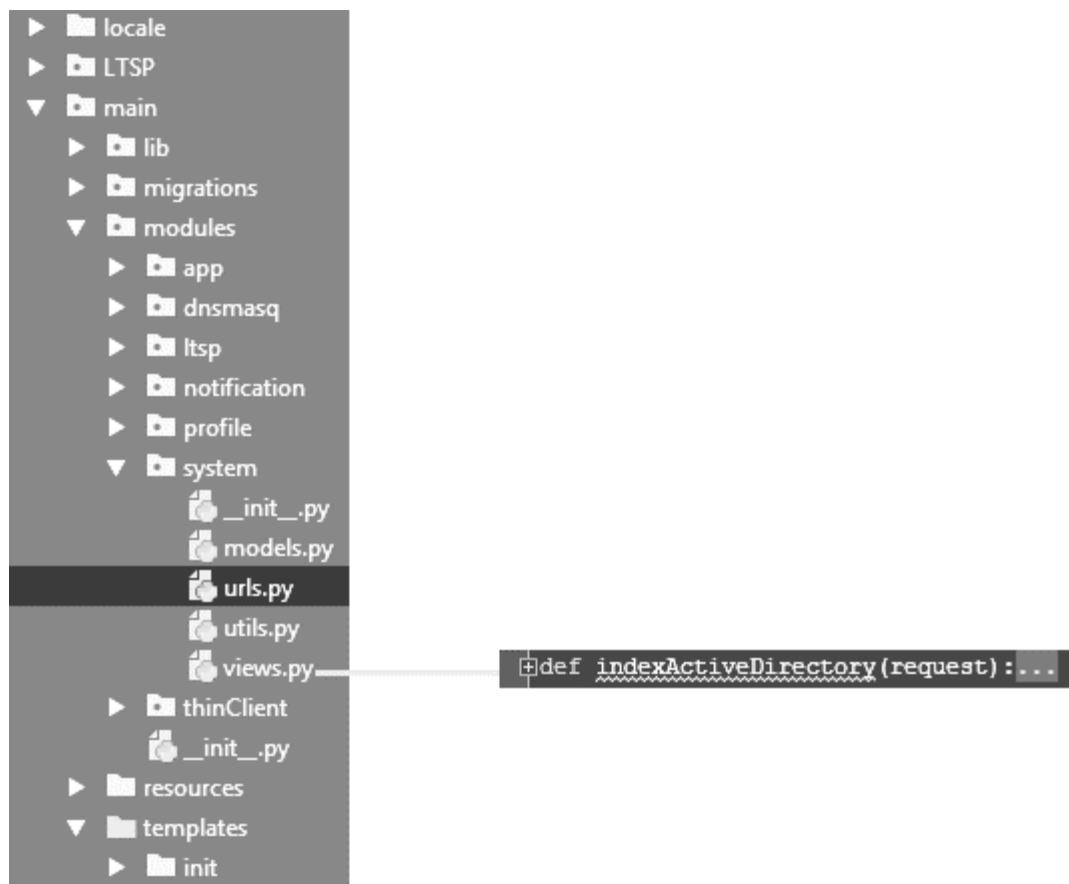 locale
LTSP
main
lib
migrations
modules
app
dnsmasq
ltsp
notification
profile
system
__init__.py
models.py
urls.py
utils.py
views.py
def indexActiveDirectory(request):...
thinClient
__init__.py
resources
templates
init